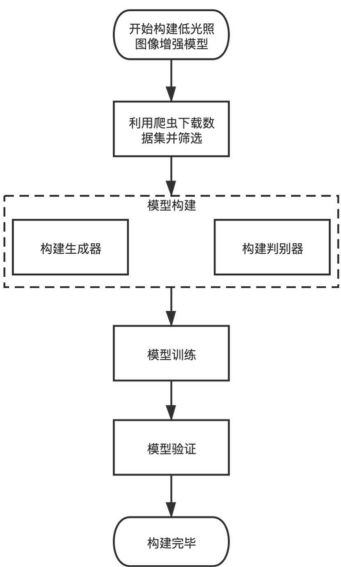 开始构建低光照
图像增强模型
利用爬虫下载数
据集并筛选
模型构建
构建生成器
构建判别器
模型训练
模型验证
构建完毕